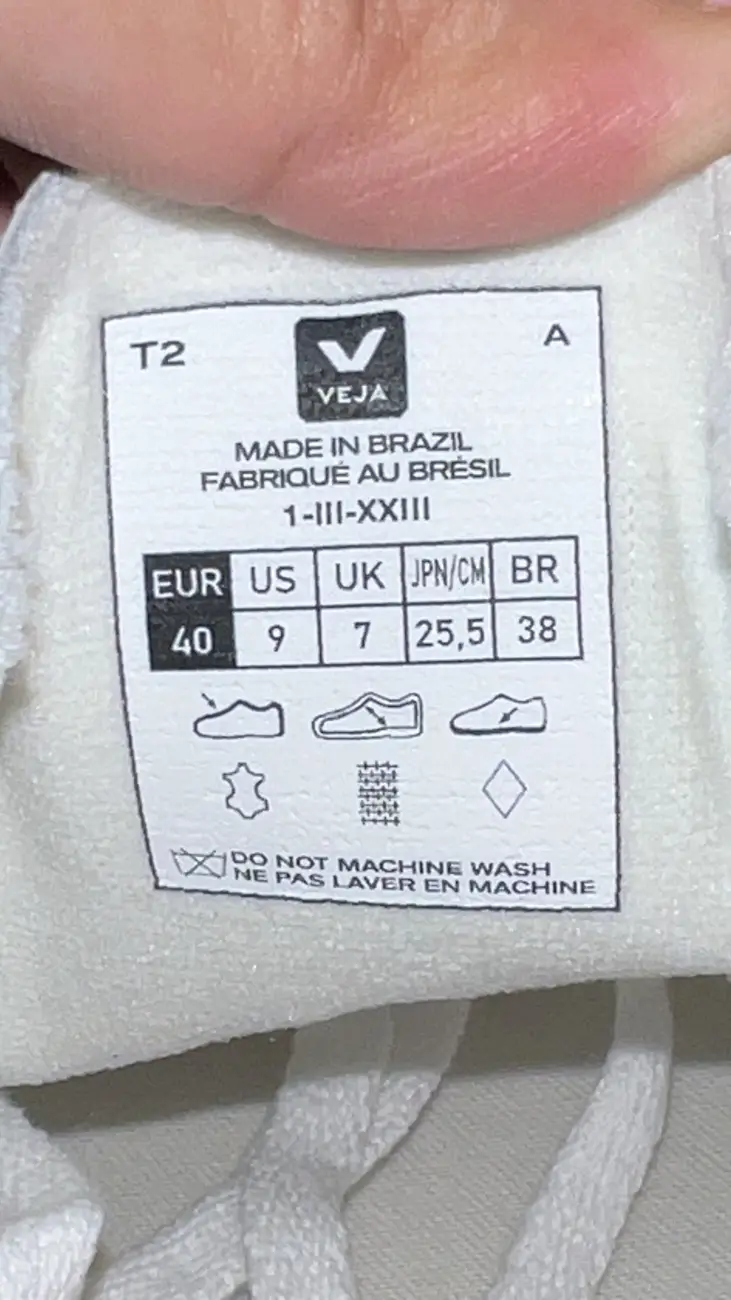 T2
A
VEJA
MADE IN BRAZIL
FABRIQUÉ AU BRÉSIL
1-III-XXIII
EUR US UK JPN/CM BR
40 9 7 25,5 38
DO NOT MACHINE WASH
NE PAS LAVER EN MACHINE